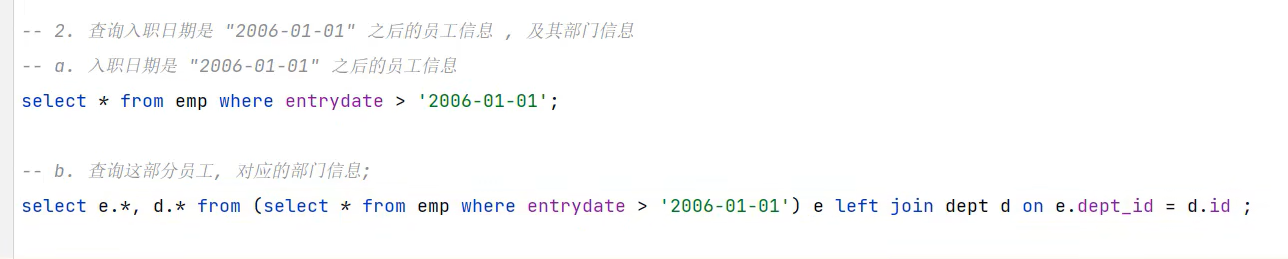 -- 2. 查询入职日期是 "2006-01-01" 之后的员工信息 , 及其部门信息
-- a. 入职日期是 "2006-01-01" 之后的员工信息
select * from emp where entrydate > '2006-01-01';
-- b. 查询这部分员工, 对应的部门信息;
select e.*, d.* from (select * from emp where entrydate > '2006-01-01') e left join dept d on e.dept_id = d.id ;